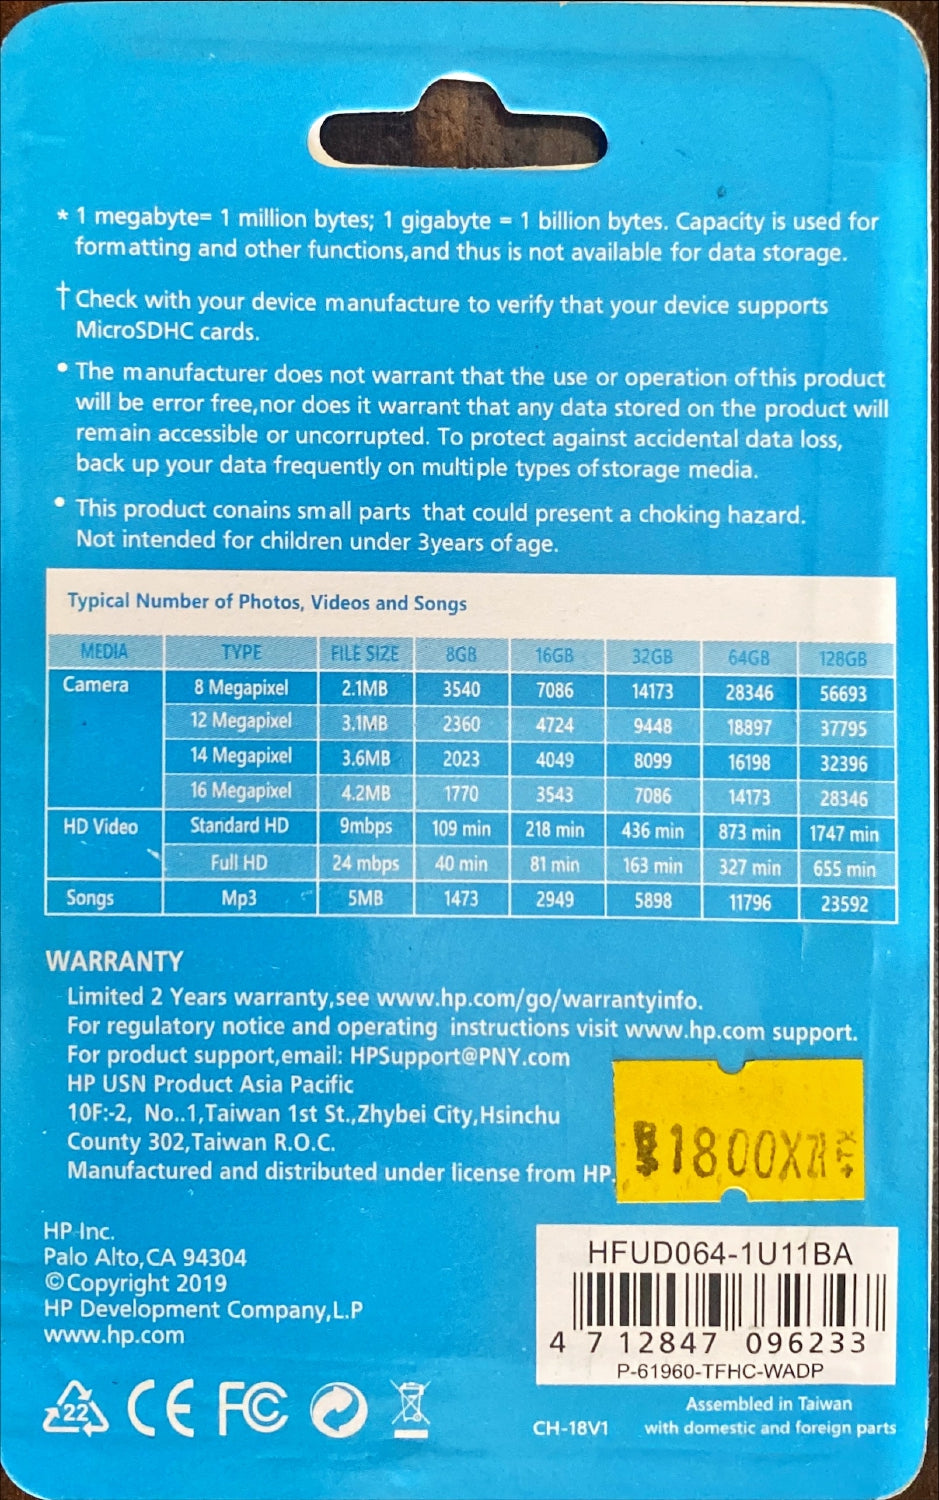 * 1 megabyte= 1 million bytes; 1 gigabyte = 1 billion bytes. Capacity is used for
formatting and other functions,and thus is not available for data storage.
† Check with your device manufacture to verify that your device supports
MicroSDHC cards.
• The manufacturer does not warrant that the use or operation of this product
will be error free,nor does it warrant that any data stored on the product will
remain accessible or uncorrupted. To protect against accidental data loss,
back up your data frequently on multiple types of storage media.
• This product conains small parts that could present a choking hazard.
Not intended for children under 3years of age.
Typical Number of Photos, Videos and Songs
MEDIA TYPE FILE SIZE 8GB 16GB 32GB 64GB 128GB
Camera 8 Megapixel 2.1MB 3540 7086 14173 28346 56693
12 Megapixel 3.1MB 2360 4724 9448 18897 37795
14 Megapixel 3.6MB 2023 4049 8099 16198 32396
16 Megapixel 4.2MB 1770 3543 7086 14173 28346
HD Video Standard HD 9mbps 109 min 218 min 436 min 873 min 1747 min
Full HD 24 mbps 40 min 81 min 163 min 327 min 655 min
Songs Mp3 5MB 1473 2949 5898 11796 23592
WARRANTY
Limited 2 Years warranty,see www.hp.com/go/warrantyinfo.
For regulatory notice and operating instructions visit www.hp.com support.
For product support,email: HPSupport@PNY.com
HP USN Product Asia Pacific
10F:-2, No..1,Taiwan 1st St.,Zhybei City,Hsinchu
County 302,Taiwan R.O.C.
Manufactured and distributed under license from HP.
1800X
HP Inc.
Palo Alto,CA 94304
©Copyright 2019
HP Development Company,L.P
www.hp.com
HFUD064-1U11BA
4 712847 096233
P-61960-TFHC-WADP
22 CE FC
CH-18V1
Assembled in Taiwan
with domestic and foreign parts